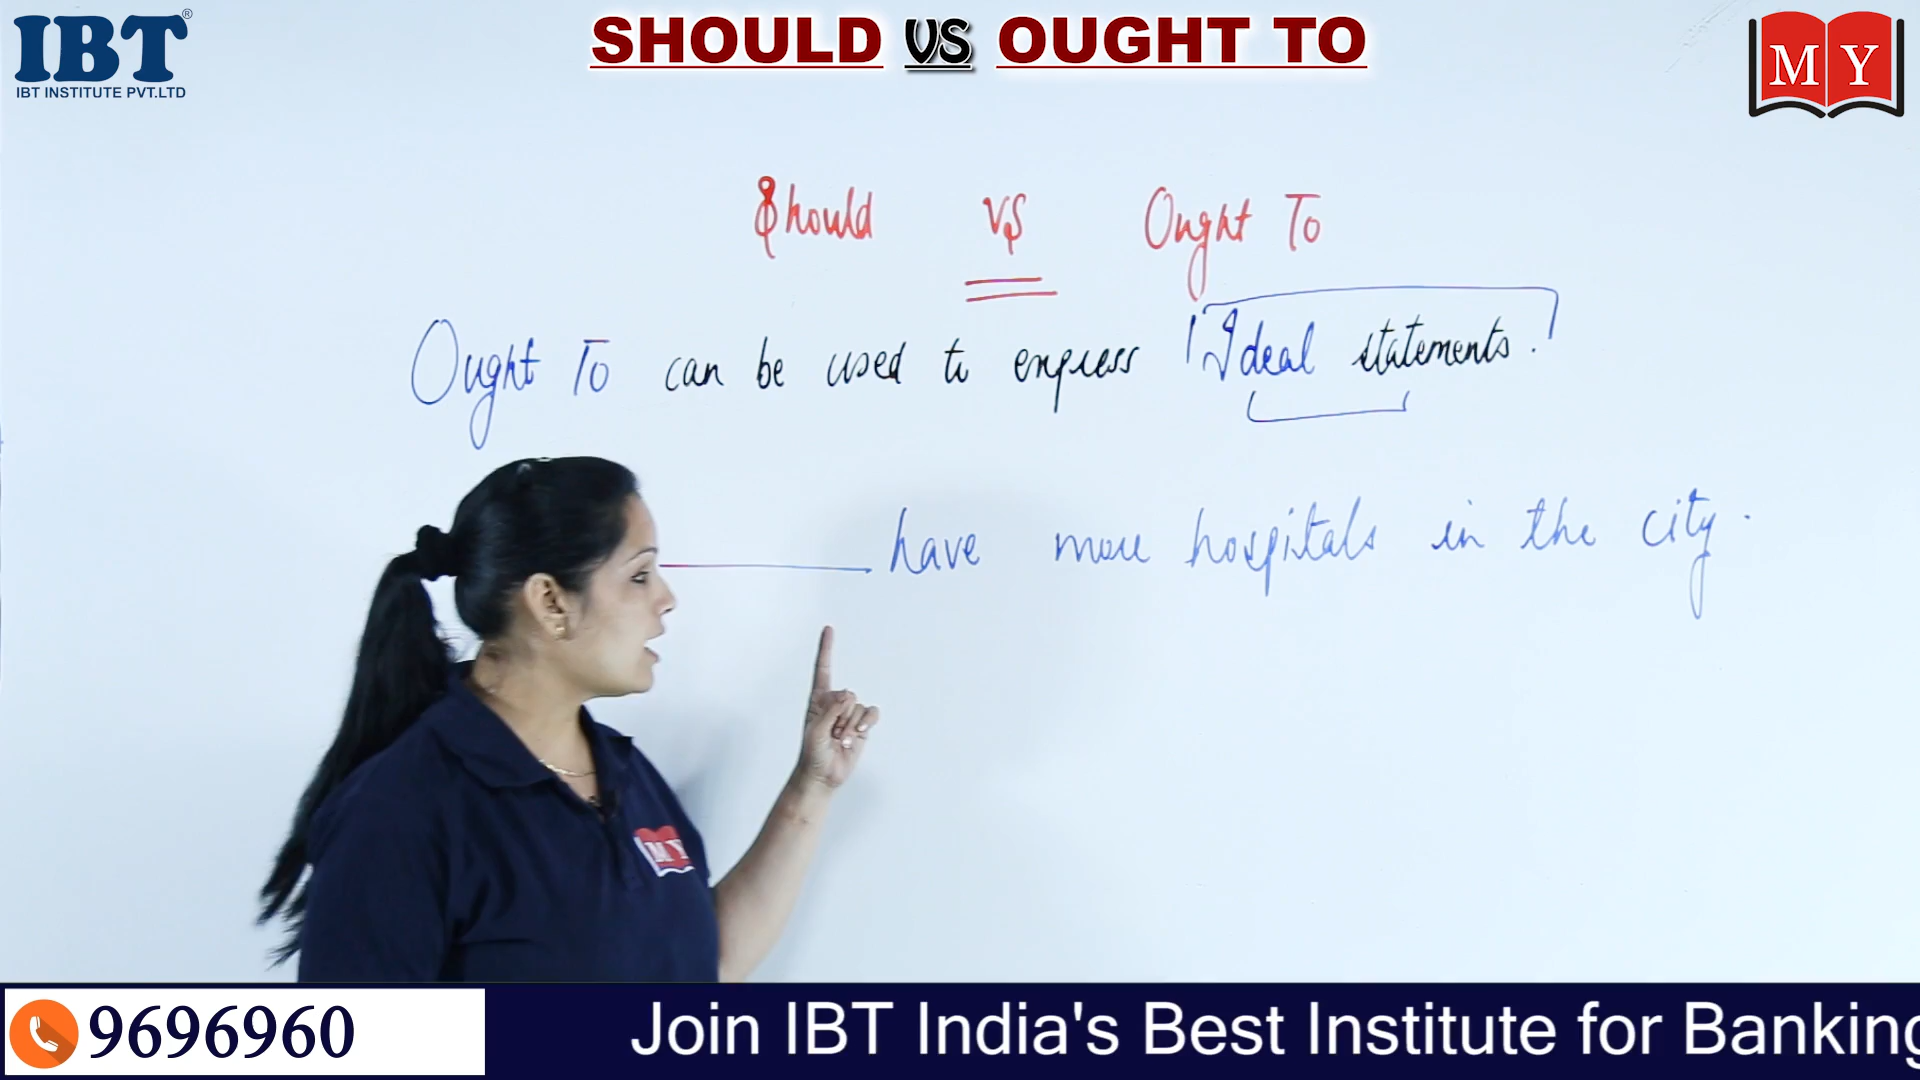 IBT®
IBT INSTITUTE PVT.LTD
SHOULD VS OUGHT TO
M Y
Should VS Ought To
Ought To can be used to express 'Ideal statements.'
have more hospitals in the city.
MY
9696960
Join IBT India's Best Institute for Banking